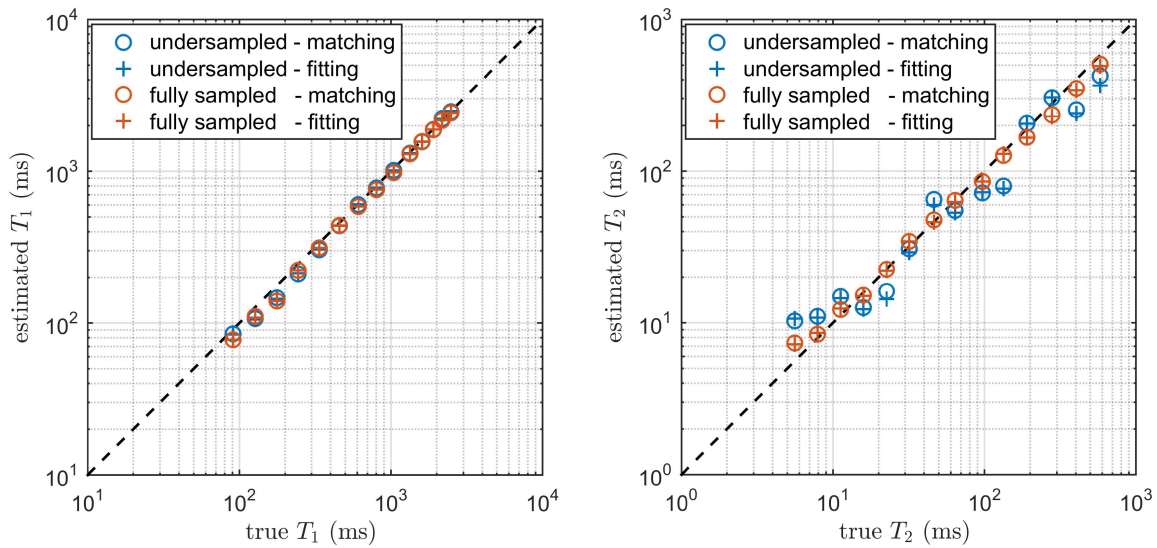 undersampled - matching
undersampled - fitting
fully sampled - matching
fully sampled - fitting
10^4
10^3
10^2
10^1
estimated T_1 (ms)
10^1
10^2
10^3
10^4
true T_1 (ms)
undersampled - matching
undersampled - fitting
fully sampled - matching
fully sampled - fitting
10^3
10^2
10^1
10^0
estimated T_2 (ms)
10^0
10^1
10^2
10^3
true T_2 (ms)